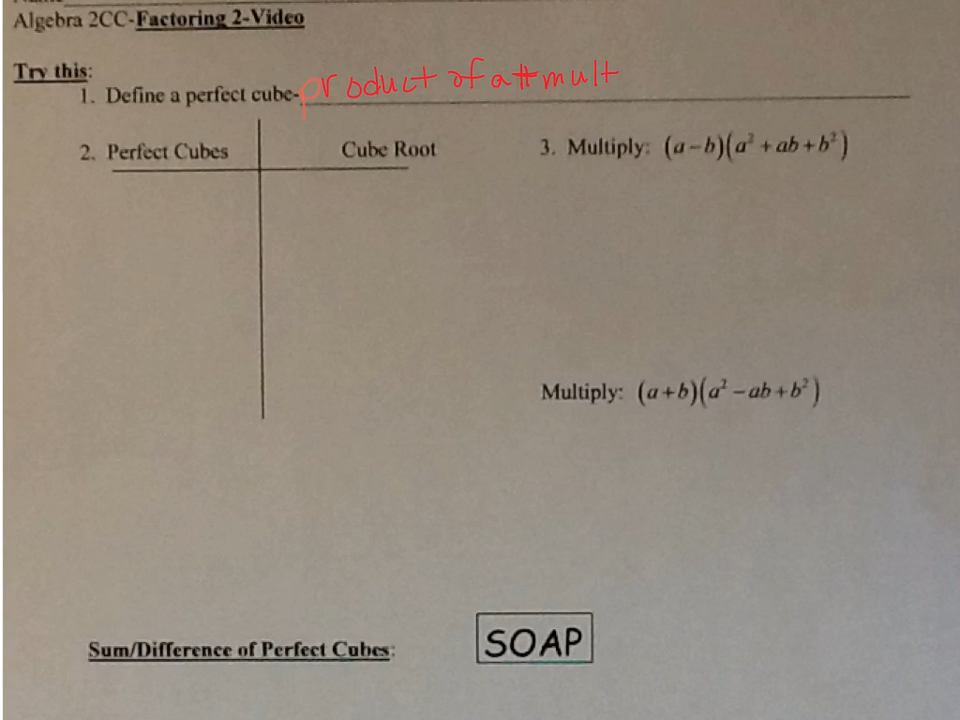 Algebra 2CC-Factoring 2-Video
Try this:
1. Define a perfect cube- product of a # mult
2. Perfect Cubes Cube Root 3. Multiply: (a-b)(a² + ab + b²)
Multiply: (a+b)(a² - ab + b²)
Sum/Difference of Perfect Cubes: SOAP